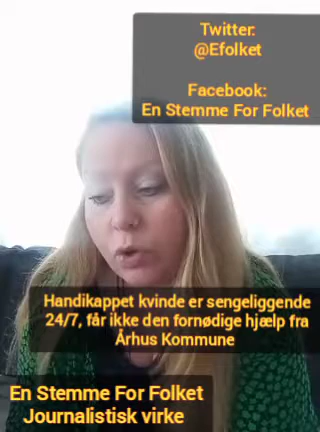 Twitter:
@Efolket
Facebook:
En Stemme For Folket
Handikappet kvinde er sengeliggende
24/7, får ikke den fornødige hjælp fra
Århus Kommune
En Stemme For Folket
Journalistisk virke